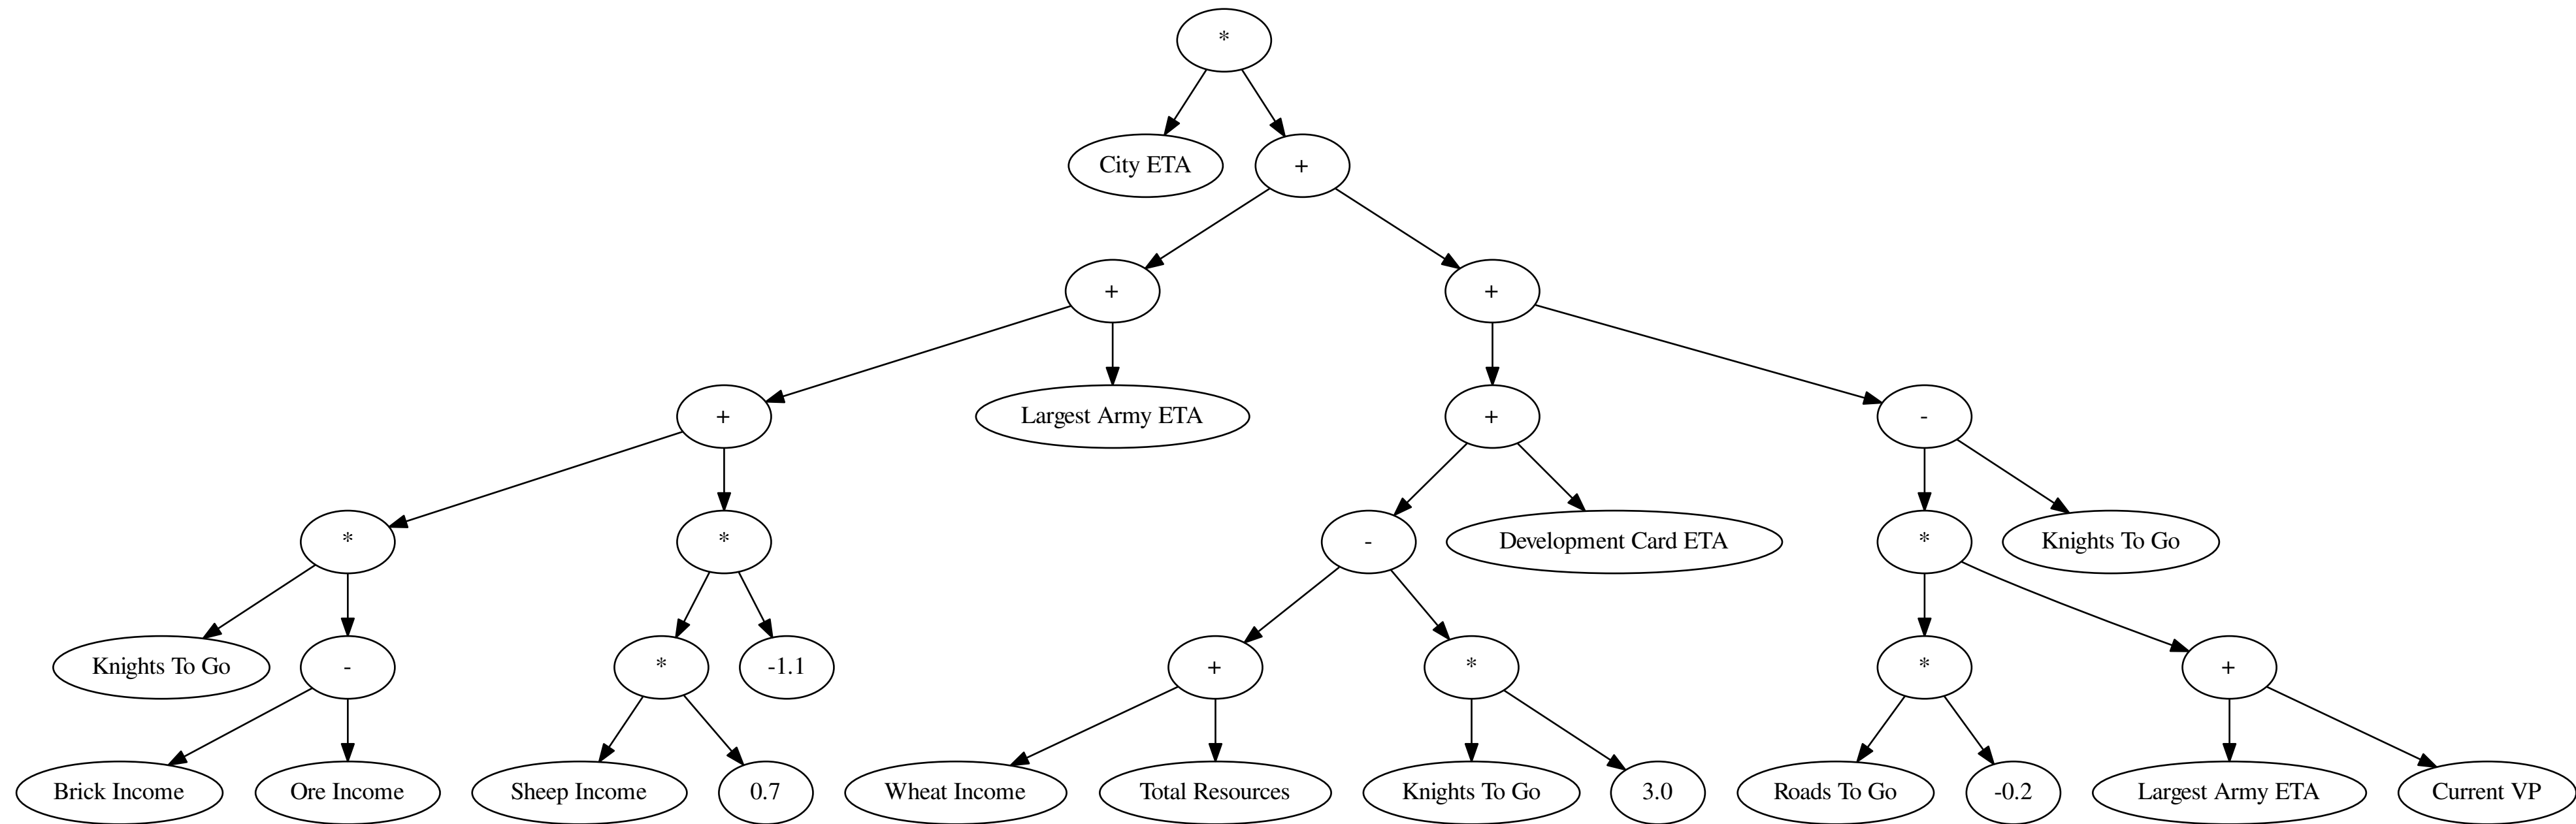 *
City ETA
+
+
+
+
Largest Army ETA
+
-
*
*
-
Development Card ETA
*
Knights To Go
Knights To Go
-
*
-1.1
+
*
*
+
Brick Income
Ore Income
Sheep Income
0.7
Wheat Income
Total Resources
Knights To Go
3.0
Roads To Go
-0.2
Largest Army ETA
Current VP